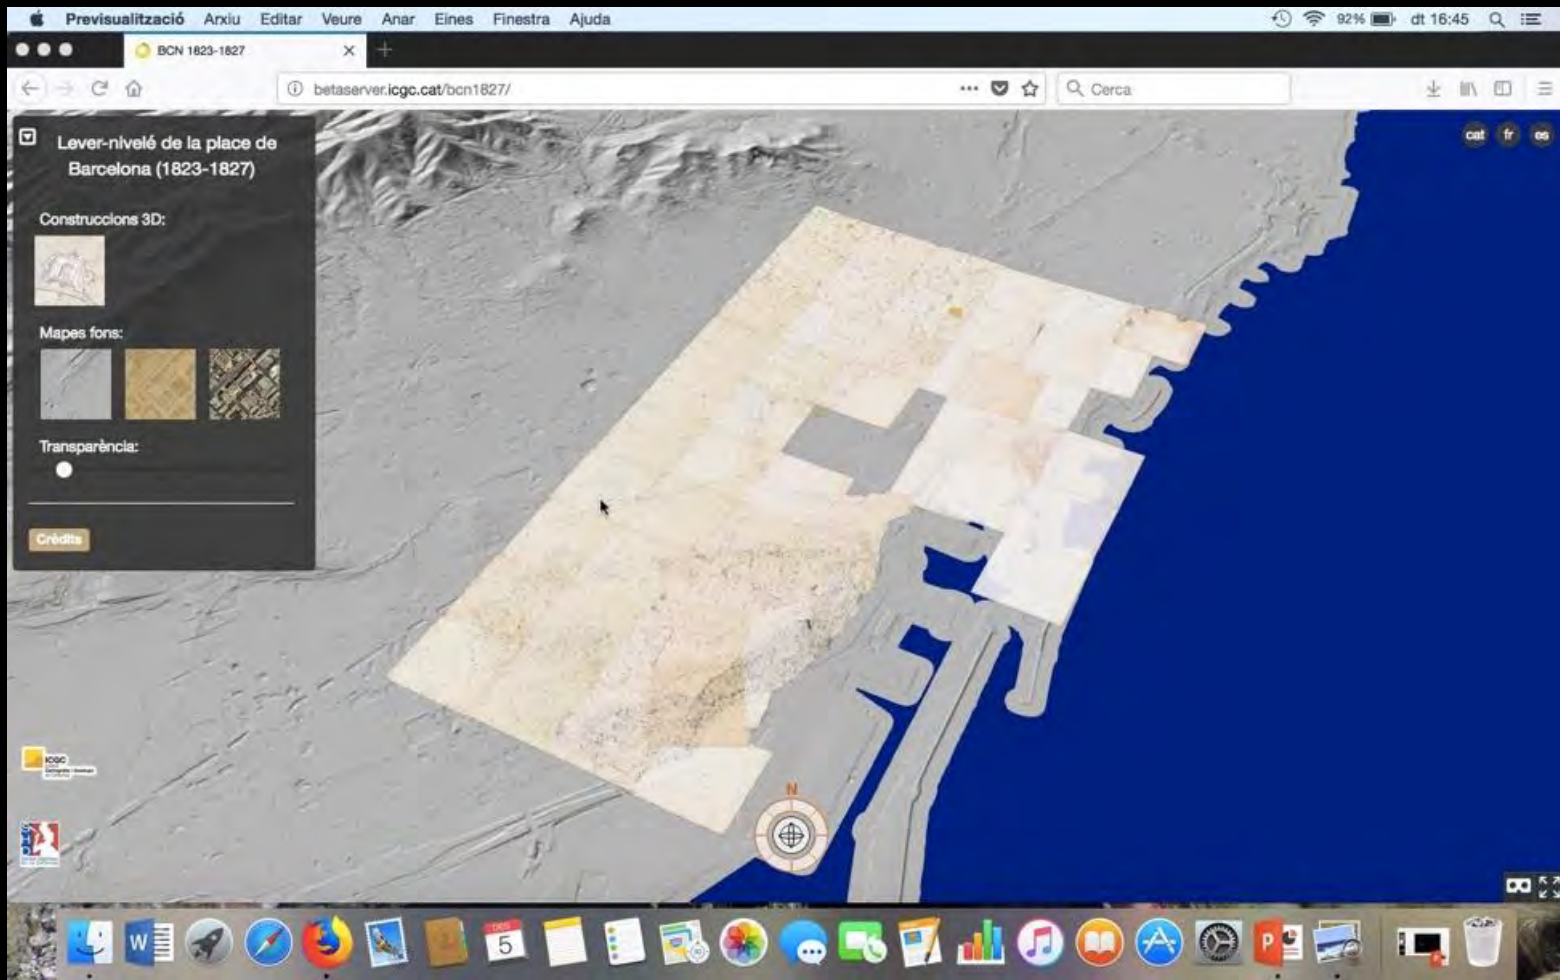 Previsualització Arxiu Editar Veure Anar Eines Finestra Ajuda
92% dt 16:45
BCN 1823-1827
betaserver.icgc.cat/bcn1827/
Cerca
Lever-nivelé de la place de
Barcelona (1823-1827)
cat fr es
Construccions 3D:
Mapes fons:
Transparència:
Crèdits
ICGC
N
DES
5
W
P